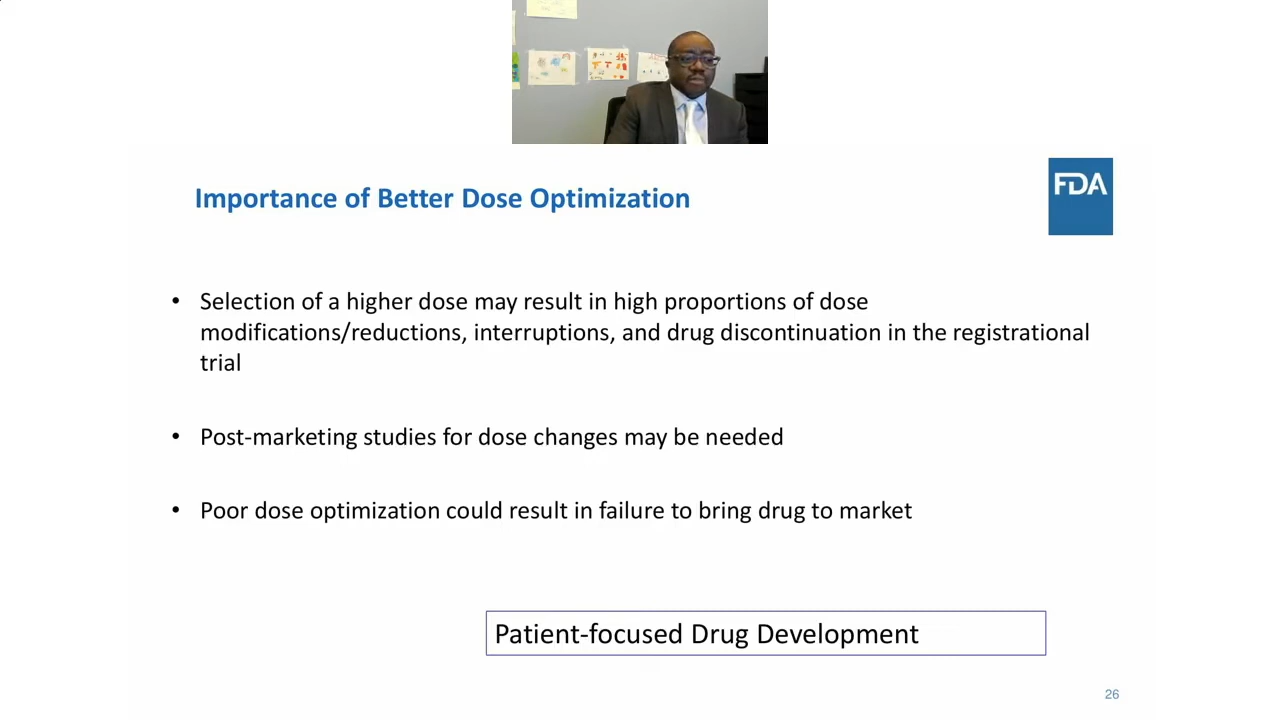 Importance of Better Dose Optimization
FDA
• Selection of a higher dose may result in high proportions of dose
modifications/reductions, interruptions, and drug discontinuation in the registrational
trial
• Post-marketing studies for dose changes may be needed
• Poor dose optimization could result in failure to bring drug to market
Patient-focused Drug Development
26